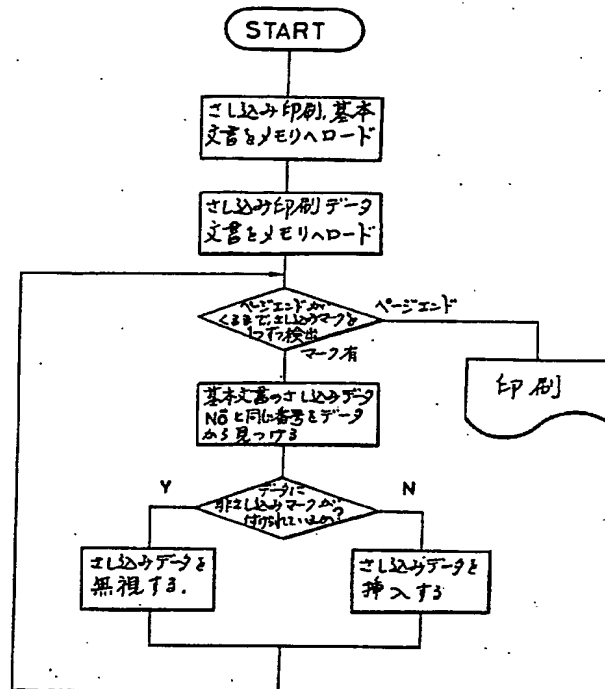 START
さし込み印刷、基本
文書をメモリへロード
さし込み印刷データ
文書をメモリへロード
ページエンドが
くるまで、さし込みマークを
1つずつ検出
ページエンド
マーク有
印刷
基本文書のさし込みデータ
NOと同じ番号をデータ
から見つける
データに
非さし込みマークが
付けられているか?
Y
N
さし込みデータを
無視する.
さし込みデータを
挿入する